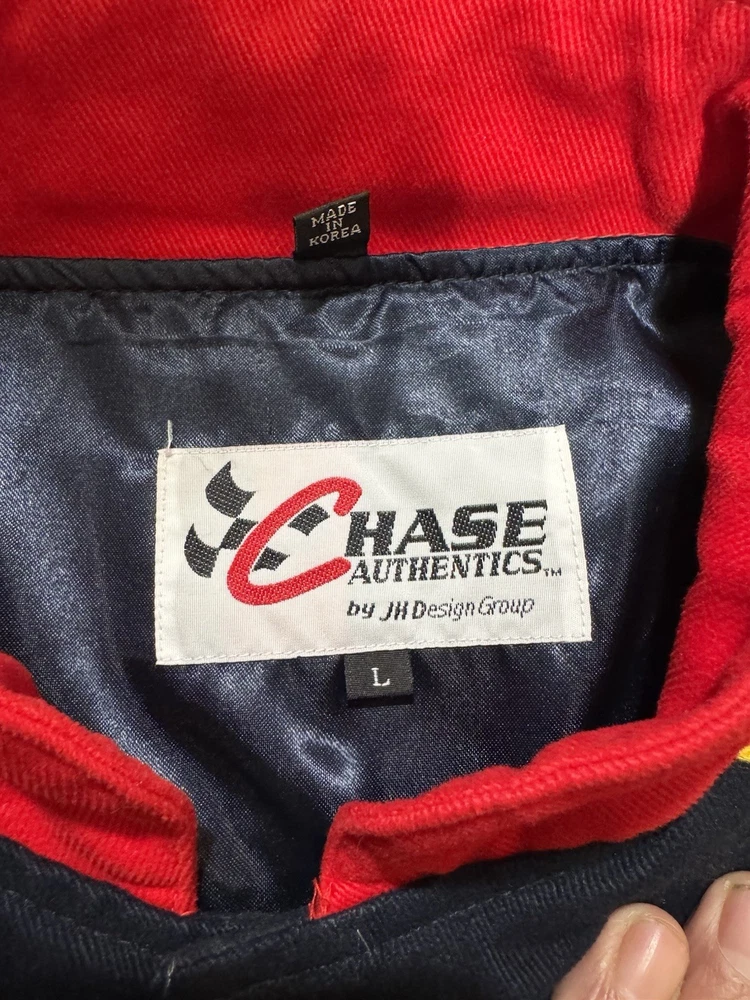 MADE
IN
KOREA
CHASE
AUTHENTICS™
by JH Design Group
L